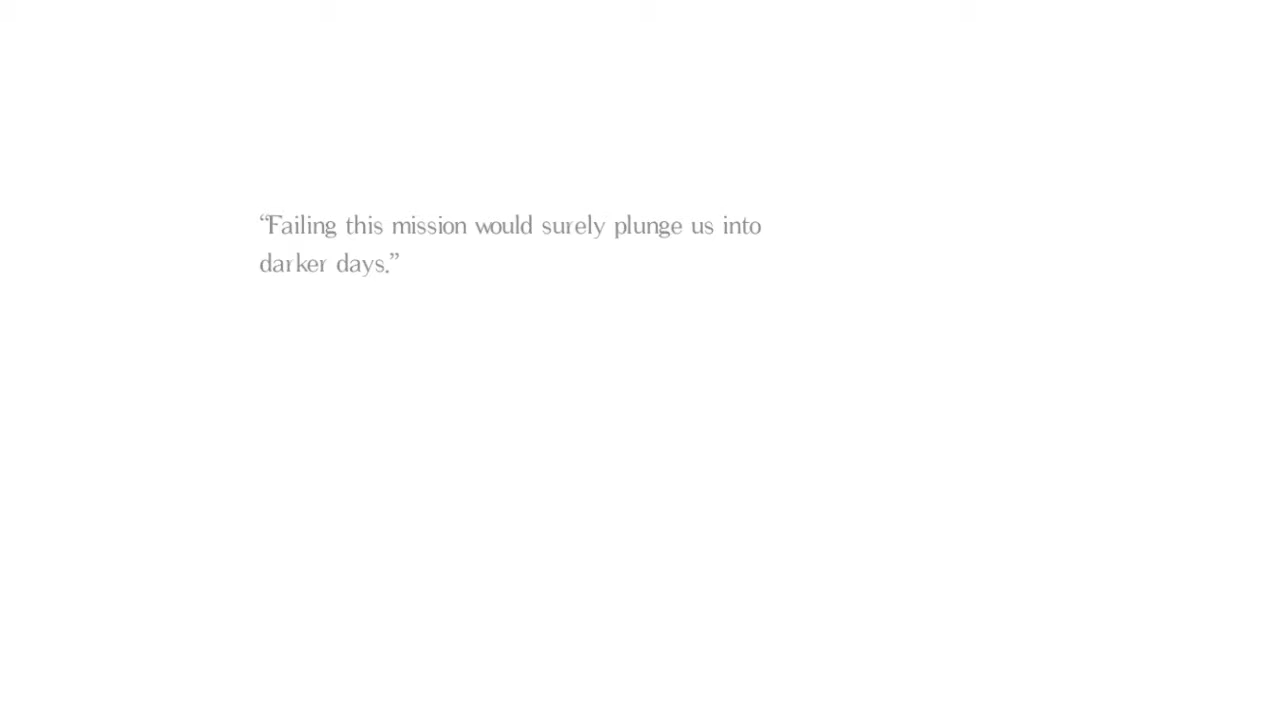 “Failing this mission would surely plunge us into
darker days.”